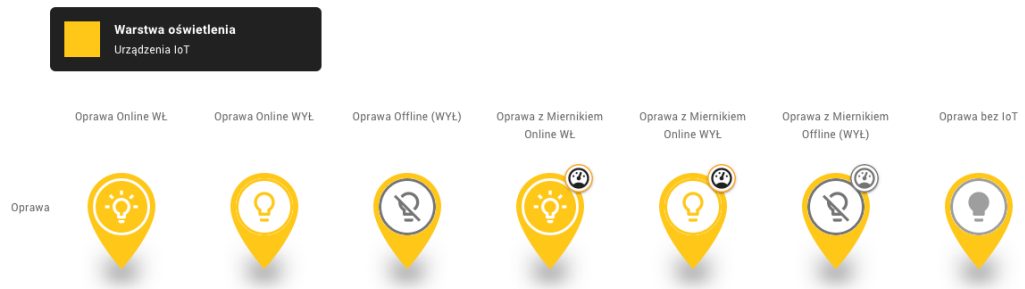 Warstwa oświetlenia
Urządzenia IoT
Oprawa Online WŁ
Oprawa Online WYŁ
Oprawa Offline (WYŁ)
Oprawa z Miernikiem
Online WŁ
Oprawa z Miernikiem
Online WYŁ
Oprawa z Miernikiem
Offline (WYŁ)
Oprawa bez IoT
Oprawa